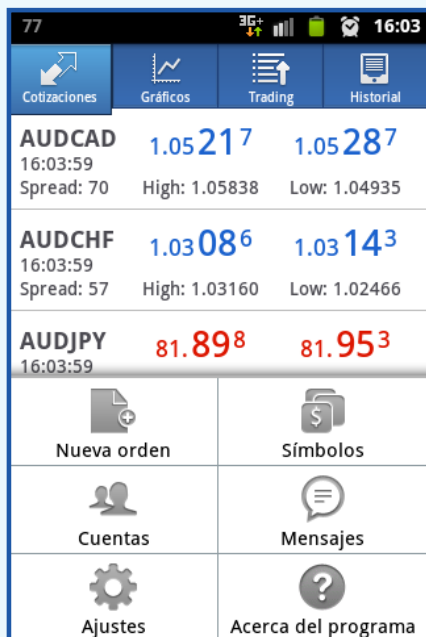 77 3G+ 16:03
Cotizaciones Gráficos Trading Historial
AUDCAD 1.05217 1.05287
16:03:59
Spread: 70 High: 1.05838 Low: 1.04935
AUDCHF 1.03086 1.03143
16:03:59
Spread: 57 High: 1.03160 Low: 1.02466
AUDJPY 81.898 81.953
16:03:59
Nueva orden Símbolos
Cuentas Mensajes
Ajustes Acerca del programa